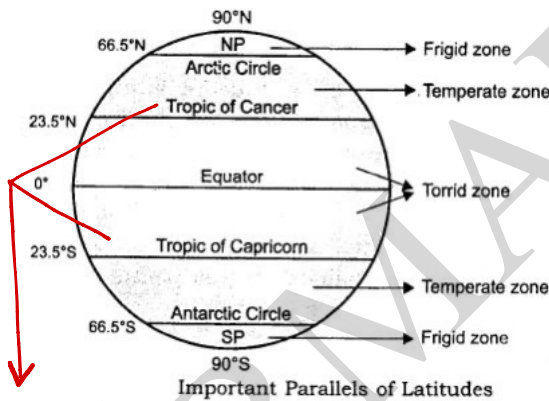 90°N
66.5°N
NP
Frigid zone
Arctic Circle
Temperate zone
Tropic of Cancer
23.5°N
0°
Equator
Torrid zone
23.5°S
Tropic of Capricorn
Temperate zone
Antarctic Circle
66.5°S
SP
Frigid zone
90°S
Important Parallels of Latitudes